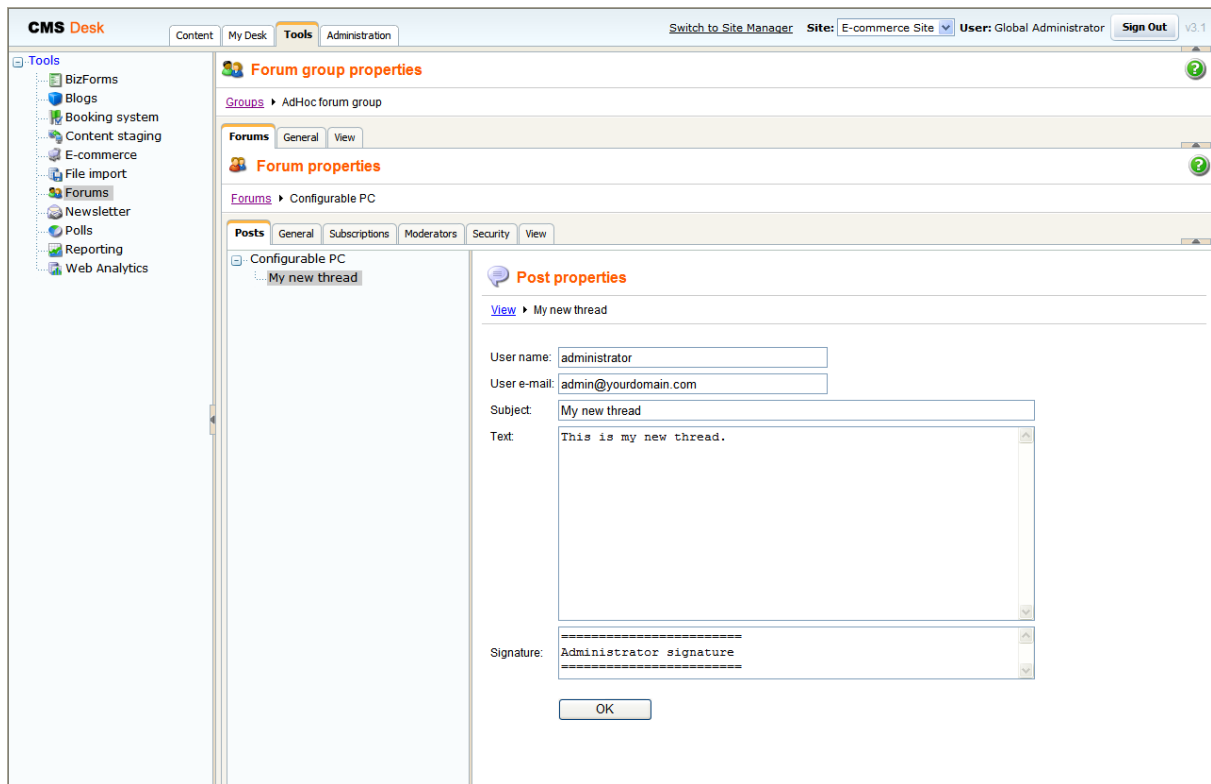 CMS Desk
Content My Desk Tools Administration
Switch to Site Manager Site: E-commerce Site User: Global Administrator Sign Out v3.1
Tools
BizForms
Blogs
Booking system
Content staging
E-commerce
File import
Forums
Newsletter
Polls
Reporting
Web Analytics
Forum group properties
Groups AdHoc forum group
Forums General View
Forum properties
Forums Configurable PC
Posts General Subscriptions Moderators Security View
Configurable PC
My new thread
Post properties
View My new thread
User name: administrator
User e-mail: admin@yourdomain.com
Subject: My new thread
Text: This is my new thread.
Signature:
========================
Administrator signature
========================
OK